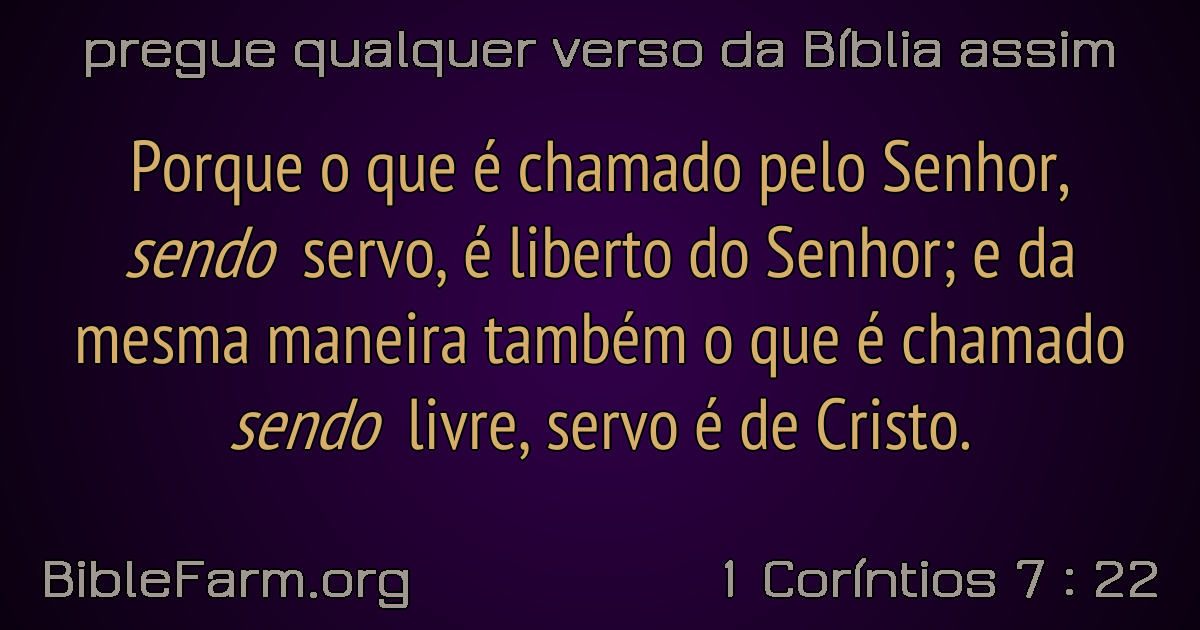 pregue qualquer verso da Bíblia assim
Porque o que é chamado pelo Senhor,
sendo servo, é liberto do Senhor; e da
mesma maneira também o que é chamado
sendo livre, servo é de Cristo.
BibleFarm.org
1 Coríntios 7 : 22